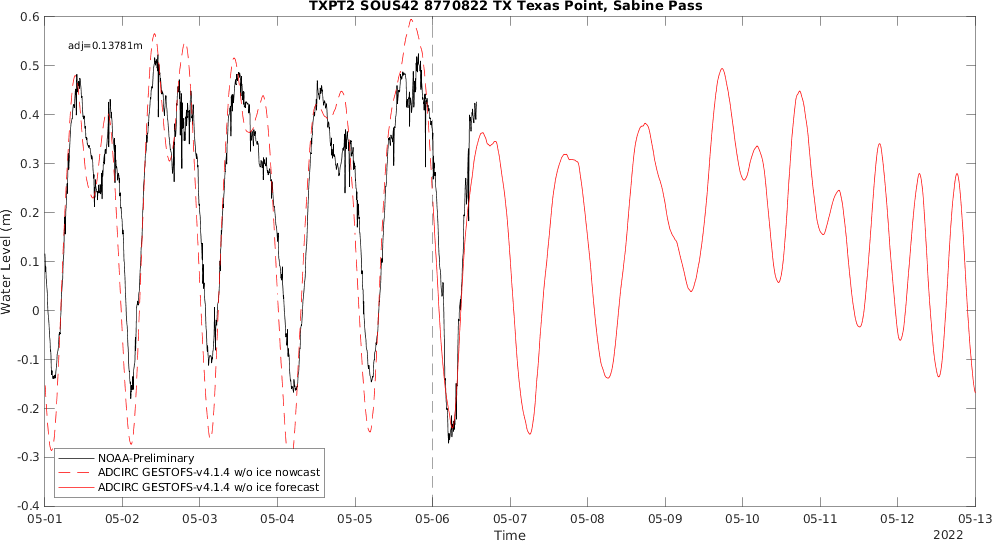 TXPT2 SOUS42 8770822 TX Texas Point, Sabine Pass
0.6
adj=0.13781m
0.5
0.4
0.3
0.2
0.1
0
-0.1
-0.2
-0.3
-0.4
Water Level (m)
NOAA-Preliminary
ADCIRC GESTOFS-v4.1.4 w/o ice nowcast
ADCIRC GESTOFS-v4.1.4 w/o ice forecast
05-01 05-02 05-03 05-04 05-05 05-06 05-07 05-08 05-09 05-10 05-11 05-12 05-13
Time
2022